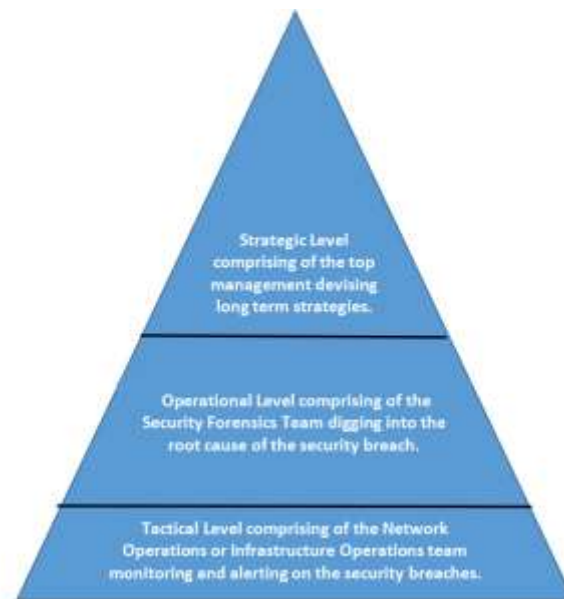 Strategic Level
comprising of the top
management devising
long term strategies.
Operational Level comprising of the
Security Forensics Team digging into the
root cause of the security breach.
Tactical Level comprising of the Network
Operations or Infrastructure Operations team
monitoring and alerting on the security breaches.